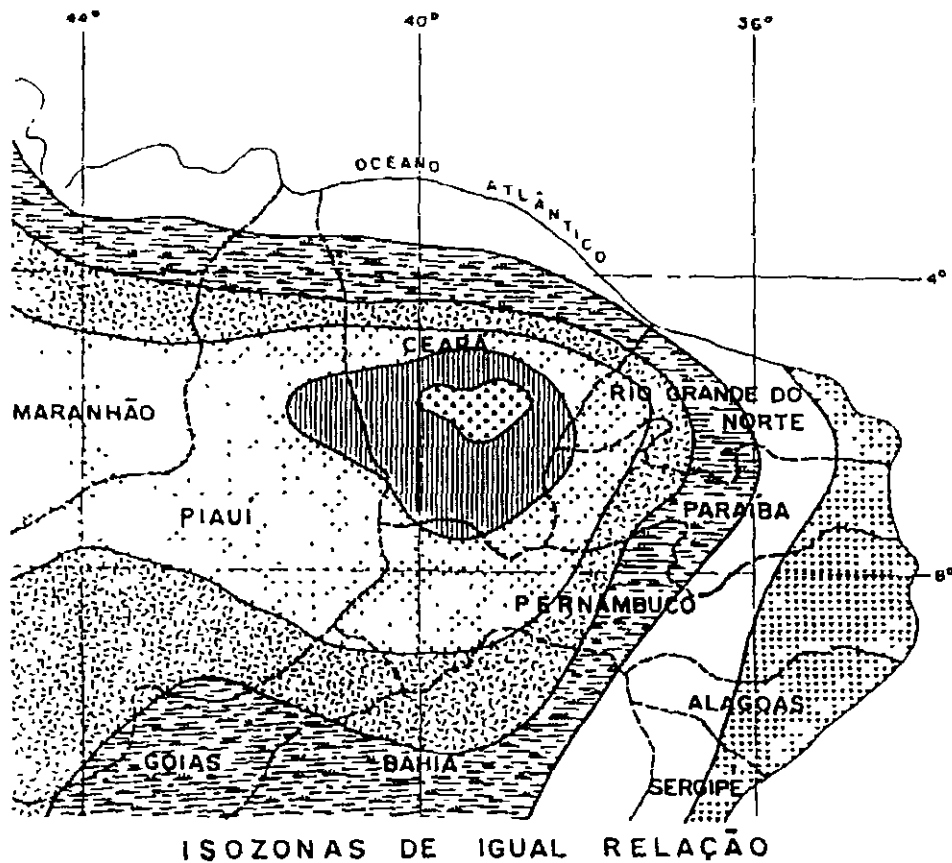 44° 40° 36°
OCEANO ATLÂNTICO
4°
CEARÁ
MARANHÃO
RIO GRANDE DO
NORTE
PIAUÍ
PARAÍBA
8°
PERNAMBUCO
ALAGOAS
GOIAS
BAHIA
SERGIPE
ISOZONAS DE IGUAL RELAÇÃO